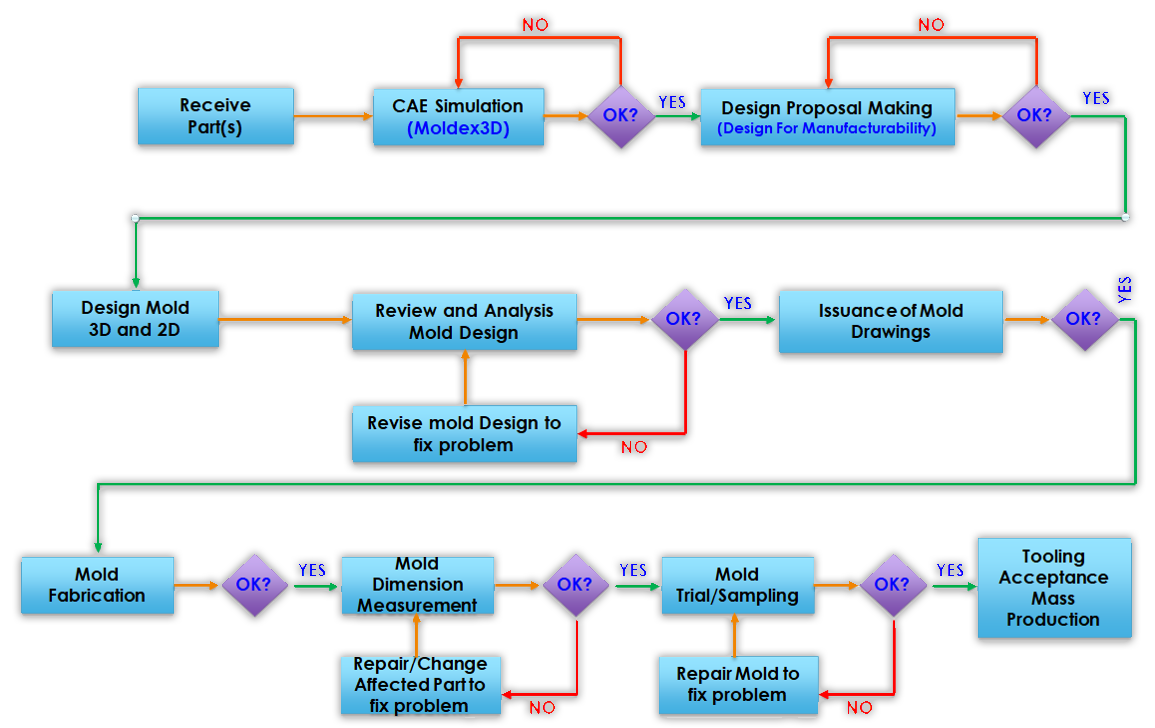 NO
NO
Receive
Part(s)
CAE Simulation
(Moldex3D)
OK?
YES
Design Proposal Making
(Design For Manufacturability)
OK?
YES
Design Mold
3D and 2D
Review and Analysis
Mold Design
OK?
YES
Issuance of Mold
Drawings
OK?
YES
Revise mold Design to
fix problem
NO
Mold
Fabrication
OK?
YES
Mold
Dimension
Measurement
OK?
YES
Mold
Trial/Sampling
OK?
YES
Tooling
Acceptance
Mass
Production
Repair/Change
Affected Part to
fix problem
NO
Repair Mold to
fix problem
NO